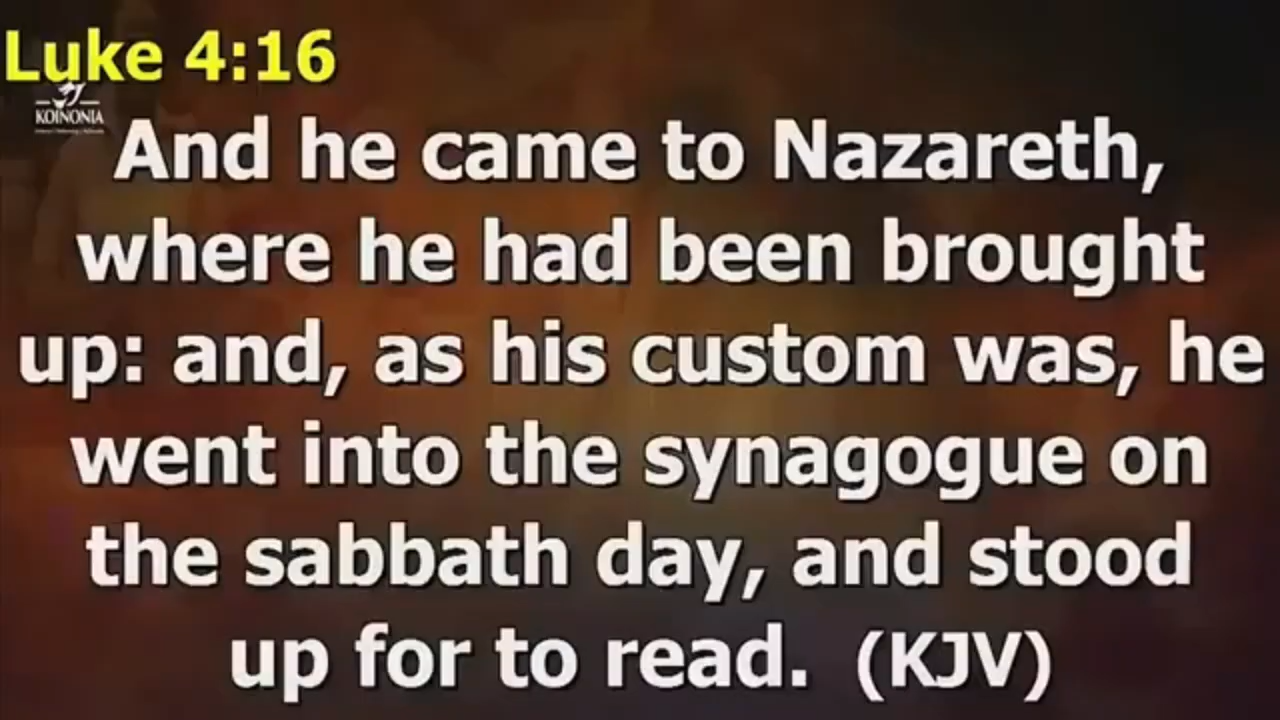 Luke 4:16
KOINONIA
And he came to Nazareth,
where he had been brought
up: and, as his custom was, he
went into the synagogue on
the sabbath day, and stood
up for to read. (KJV)